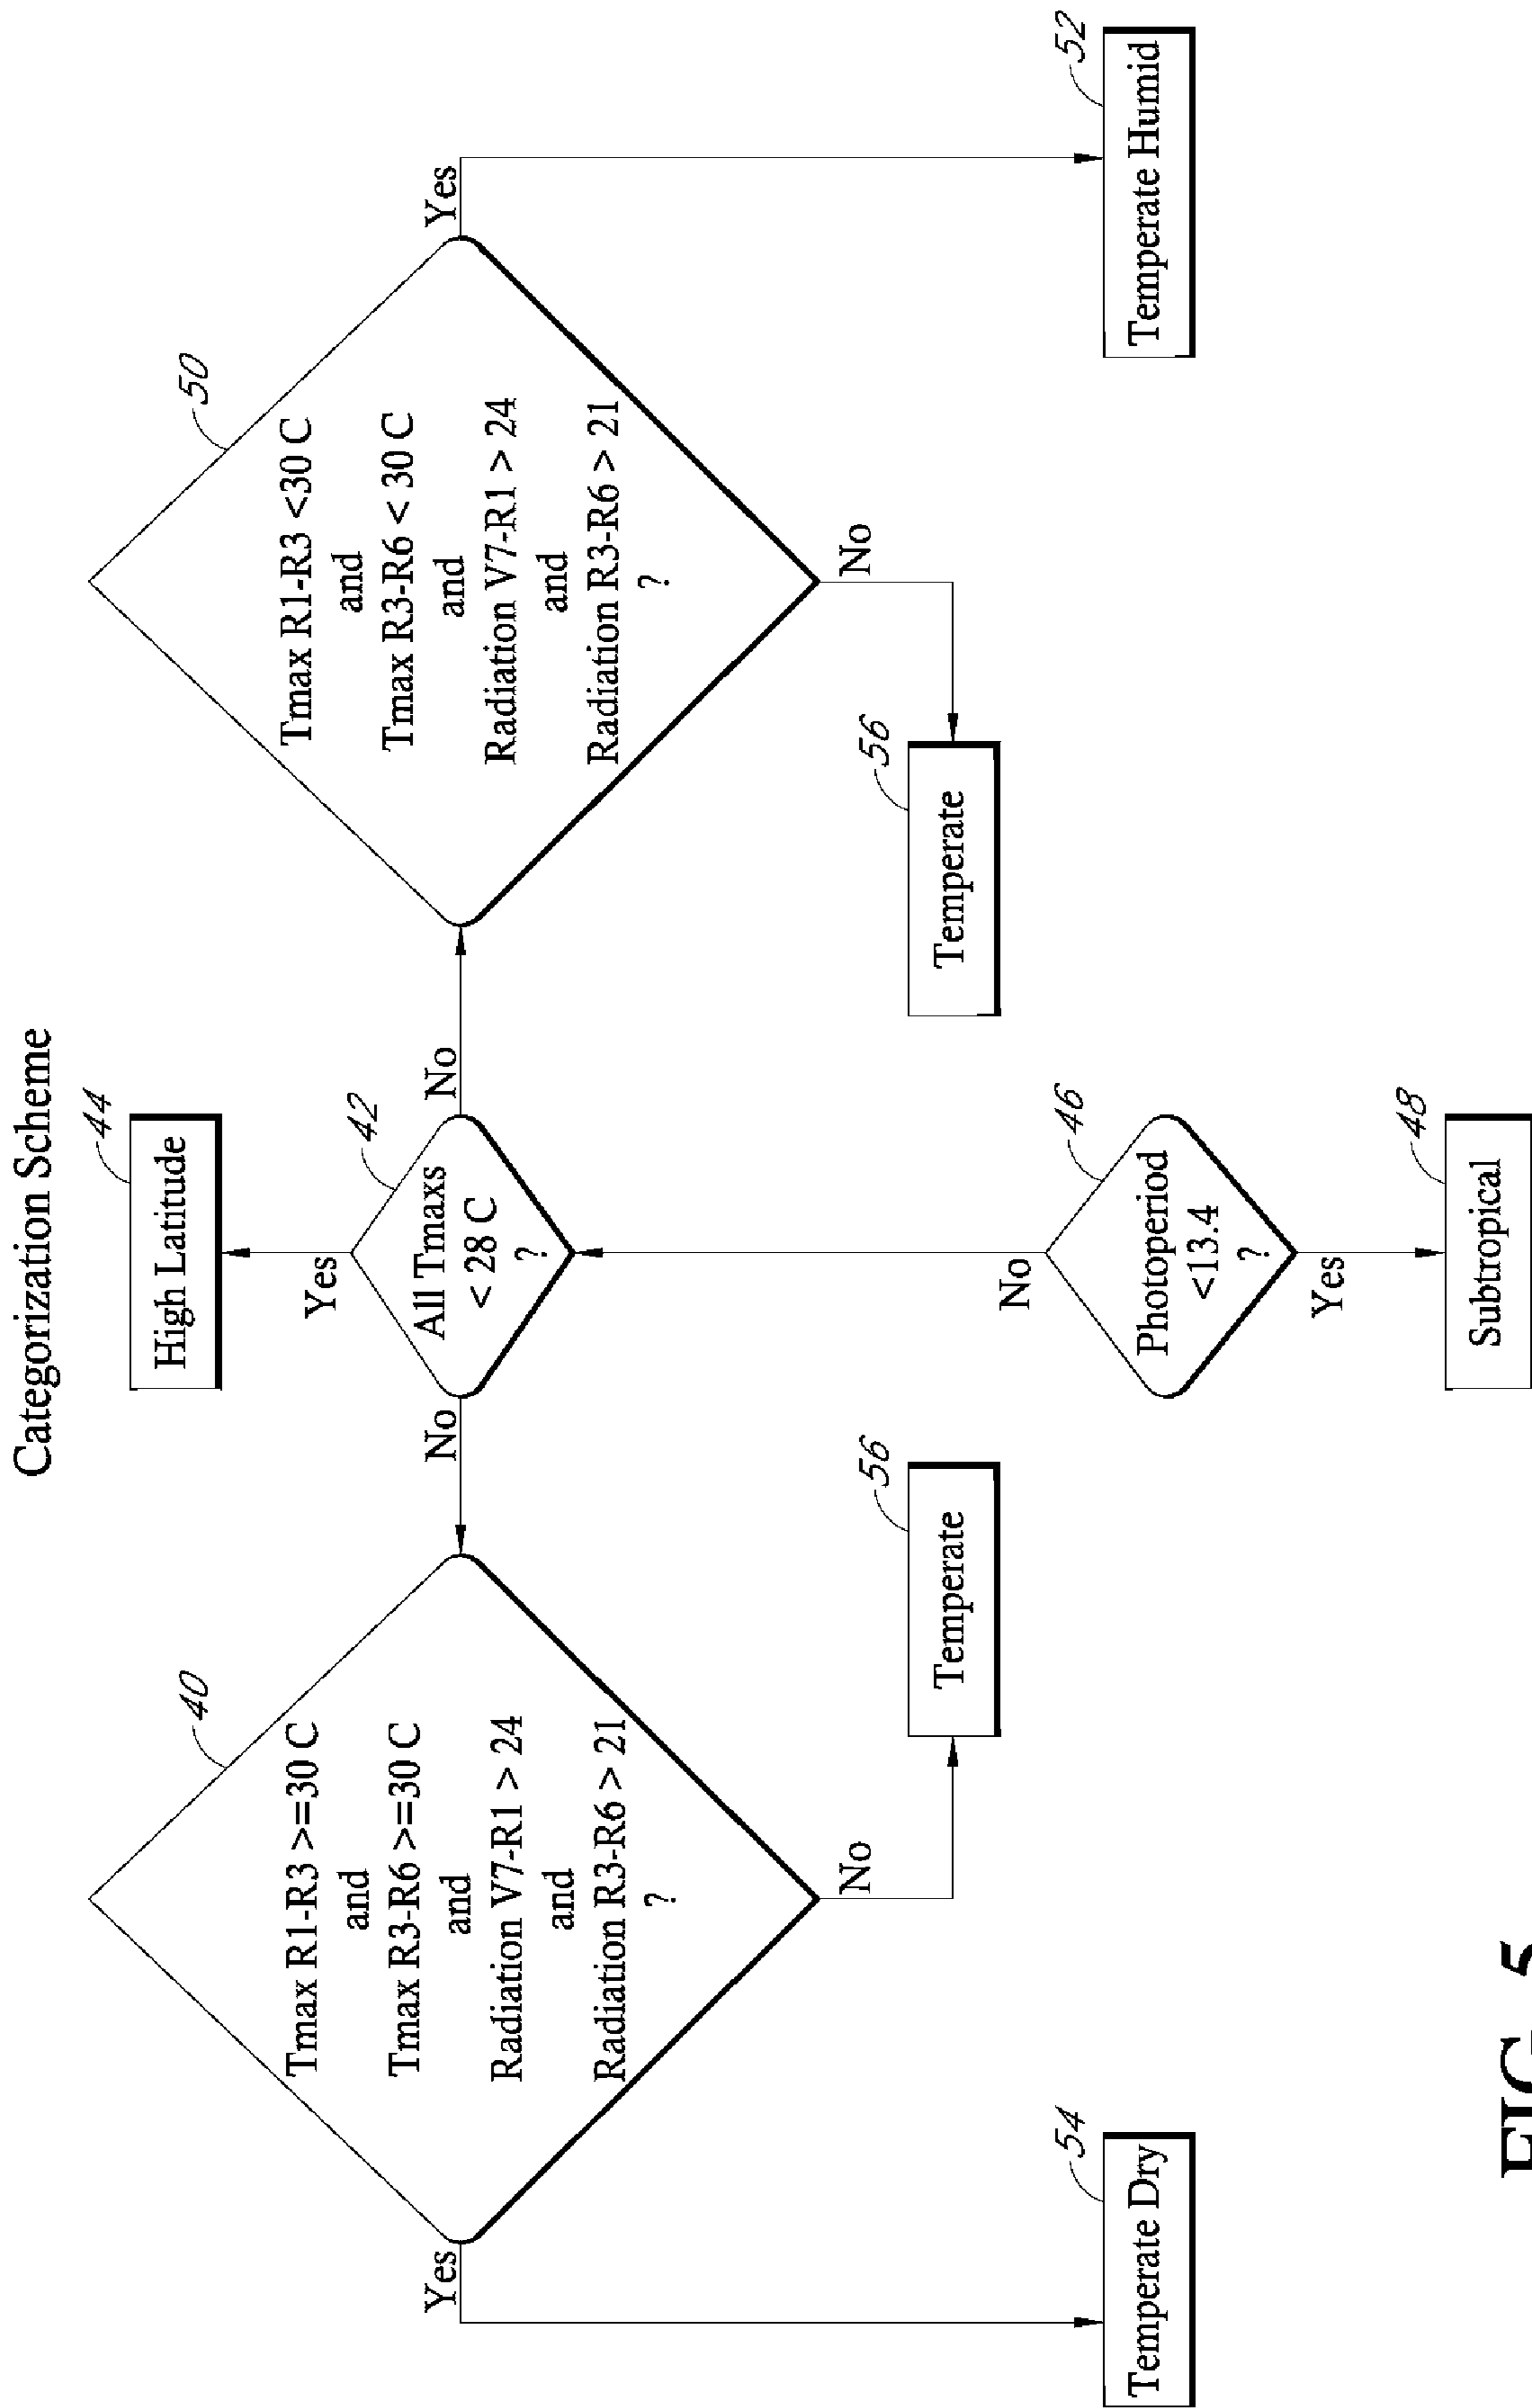 Categorization Scheme
44
High Latitude
Yes
42
All Tmaxs
< 28 C
?
No
No
40
Tmax R1-R3 >=30 C
and
Tmax R3-R6 >=30 C
and
Radiation V7-R1 > 24
and
Radiation R3-R6 > 21
?
Yes
No
50
Tmax R1-R3 <30 C
and
Tmax R3-R6 < 30 C
and
Radiation V7-R1 > 24
and
Radiation R3-R6 > 21
?
Yes
No
56
Temperate
56
Temperate
54
Temperate Dry
52
Temperate Humid
No
46
Photoperiod
<13.4
?
Yes
48
Subtropical
FIG. 5